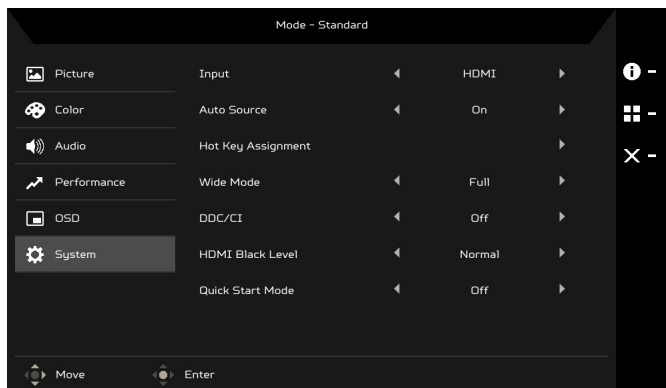 Mode - Standard
Picture
Input HDMI
Color
Auto Source On
Audio
Hot Key Assignment
Performance
Wide Mode Full
OSD
DDC/CI Off
System
HDMI Black Level Normal
Quick Start Mode Off
Move Enter